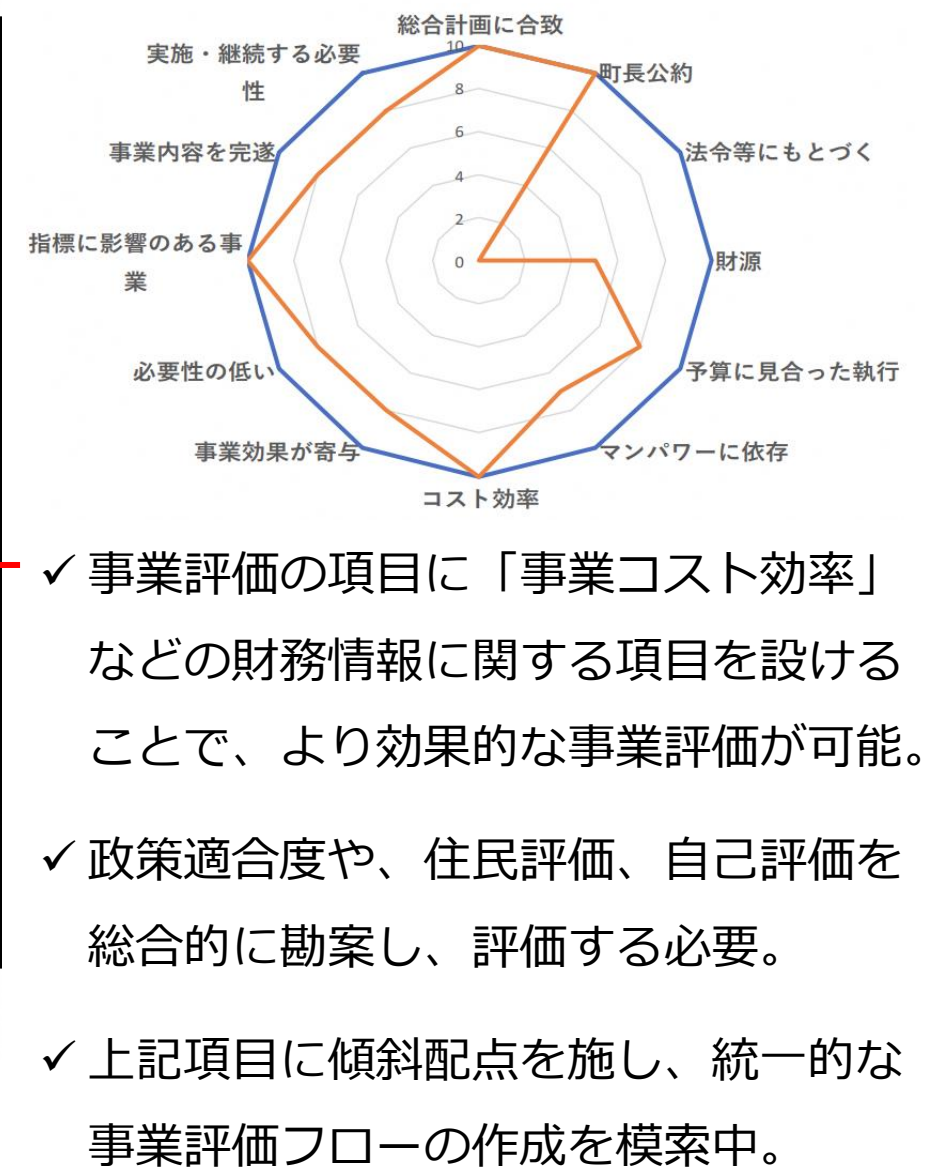 総合計画に合致
実施・継続する必要
性
10
町長公約
8
事業内容を完遂
6
法令等にもとづく
4
2
指標に影響のある事
業
0
財源
必要性の低い
予算に見合った執行
事業効果が寄与
マンパワーに依存
コスト効率
✓ 事業評価の項目に「事業コスト効率」
などの財務情報に関する項目を設ける
ことで、より効果的な事業評価が可能。
✓ 政策適合度や、住民評価、自己評価を
総合的に勘案し、評価する必要。
✓ 上記項目に傾斜配点を施し、統一的な
事業評価フローの作成を模索中。